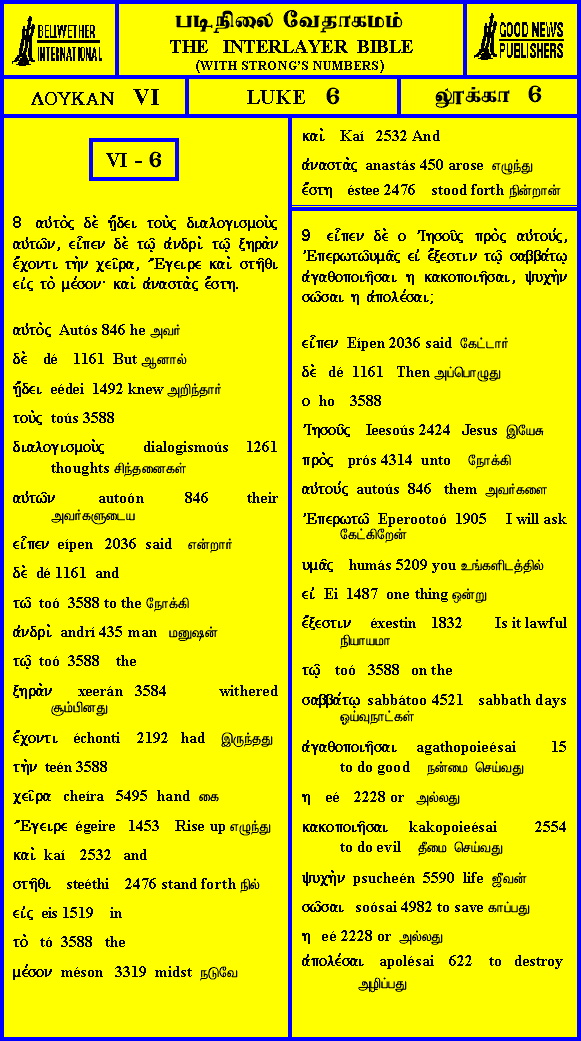 BELLWETHER
INTERNATIONAL
படிநிலை வேதாகமம்
THE INTERLAYER BIBLE
(WITH STRONG'S NUMBERS)
GOOD NEWS
PUBLISHERS
ΛΟΥΚΑΝ VI
LUKE 6
லூக்கா 6
VI - 6
8 αὐτὸς δὲ ᾔδει τοὺς διαλογισμοὺς
αὐτῶν, εἶπεν δὲ τῷ ἀνδρὶ τῷ ξηρὰν
ἔχοντι τὴν χεῖρα, Ἔγειρε καὶ στῆθι
εἰς τὸ μέσον· καὶ ἀναστὰς ἔστη.
αὐτὸς Autós 846 he அவர்
δὲ dé 1161 But ஆனால்
ᾔδει eédei 1492 knew அறிந்தார்
τοὺς toús 3588
διαλογισμοὺς dialogismoús 1261
thoughts சிந்தனைகள்
αὐτῶν autoón 846 their
அவர்களுடைய
εἶπεν eípen 2036 said என்றார்
δὲ dé 1161 and
τῷ toó 3588 to the நோக்கி
ἀνδρὶ andrí 435 man மனுஷன்
τῷ toó 3588 the
ξηρὰν xeerán 3584 withered
சூம்பினது
ἔχοντι échonti 2192 had இருந்தது
τὴν teén 3588
χεῖρα cheíra 5495 hand கை
Ἔγειρε égeire 1453 Rise up எழுந்து
καὶ kaí 2532 and
στῆθι steéthi 2476 stand forth நில்
εἰς eis 1519 in
τὸ tó 3588 the
μέσον méson 3319 midst நடுவே
καὶ Kaí 2532 And
ἀναστὰς anastás 450 arose எழுந்து
ἔστη éstee 2476 stood forth நின்றான்
9 εἶπεν δὲ ο Ἰησοῦς πρὸς αὐτούς,
Ἐπερωτῶυμᾶς εἰ ἔξεστιν τῷ σαββάτῳ
ἀγαθοποιῆσαι η κακοποιῆσαι, ψυχὴν
σῶσαι η ἀπολέσαι;
εἶπεν Eípen 2036 said கேட்டார்
δὲ dé 1161 Then அப்பொழுது
ο ho 3588
Ἰησοῦς Ieesoús 2424 Jesus இயேசு
πρὸς prós 4314 unto நோக்கி
αὐτούς autoús 846 them அவர்களை
Ἐπερωτῶ Eperootoó 1905 I will ask
கேட்கிறேன்
υμᾶς humás 5209 you உங்களிடத்தில்
εἰ Ei 1487 one thing ஒன்று
ἔξεστιν éxestin 1832 Is it lawful
நியாயமா
τῷ toó 3588 on the
σαββάτῳ sabbátoo 4521 sabbath days
ஓய்வுநாட்கள்
ἀγαθοποιῆσαι agathopoieésai 15
to do good நன்மை செய்வது
η eé 2228 or அல்லது
κακοποιῆσαι kakopoieésai 2554
to do evil தீமை செய்வது
ψυχὴν psucheén 5590 life ஜீவன்
σῶσαι soósai 4982 to save காப்பது
η eé 2228 or அல்லது
ἀπολέσαι apolésai 622 to destroy
அழிப்பது